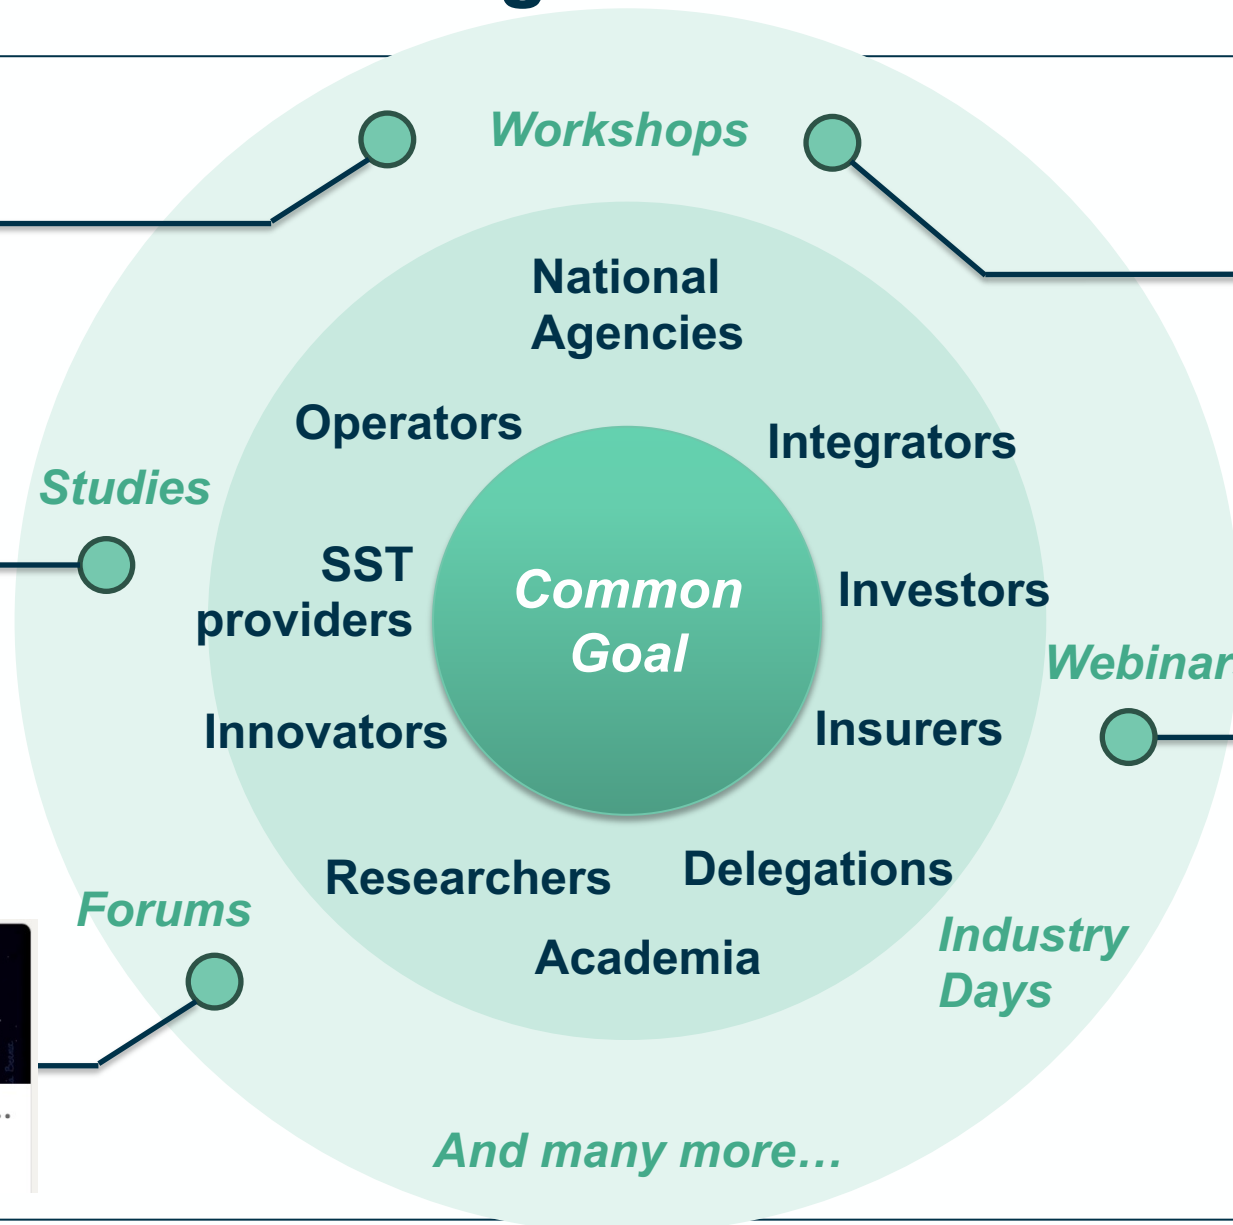 Workshops
National
Agencies
Operators
Integrators
Studies
SST
providers
Common
Goal
Investors
Webinar
Innovators
Insurers
Researchers
Delegations
Forums
Academia
Industry
Days
And many more…